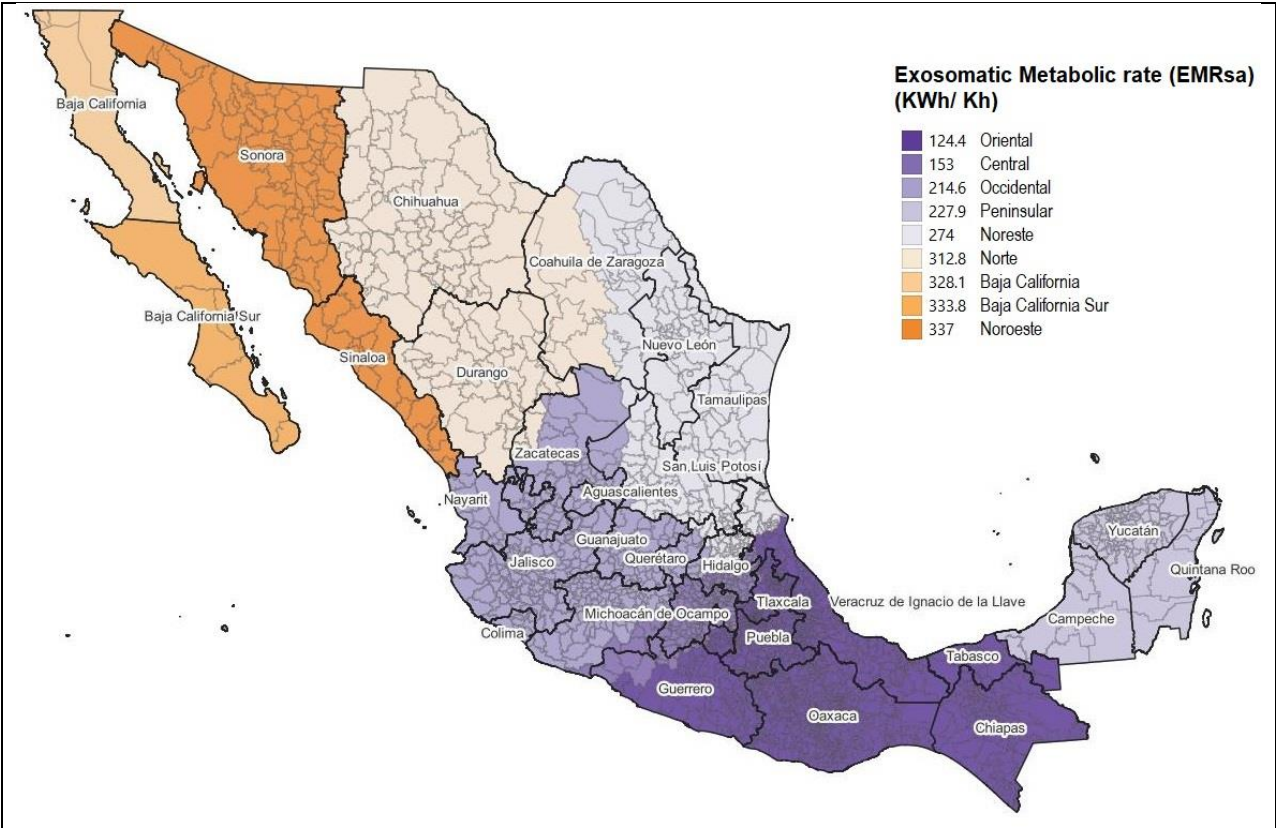 Exosomatic Metabolic rate (EMRsa)
(KWh/ Kh)
124.4 Oriental
153 Central
214.6 Occidental
227.9 Peninsular
274 Noreste
312.8 Norte
328.1 Baja California
333.8 Baja California Sur
337 Noroeste
Baja California
Sonora
Chihuahua
Coahuila de Zaragoza
Baja California Sur
Nuevo León
Sinaloa
Durango
Tamaulipas
Zacatecas
San Luis Potosí
Nayarit
Aguascalientes
Yucatán
Guanajuato
Jalisco
Querétaro
Hidalgo
Quintana Roo
Tlaxcala
Veracruz de Ignacio de la Llave
Michoacán de Ocampo
Campeche
Colima
Puebla
Tabasco
Guerrero
Oaxaca
Chiapas